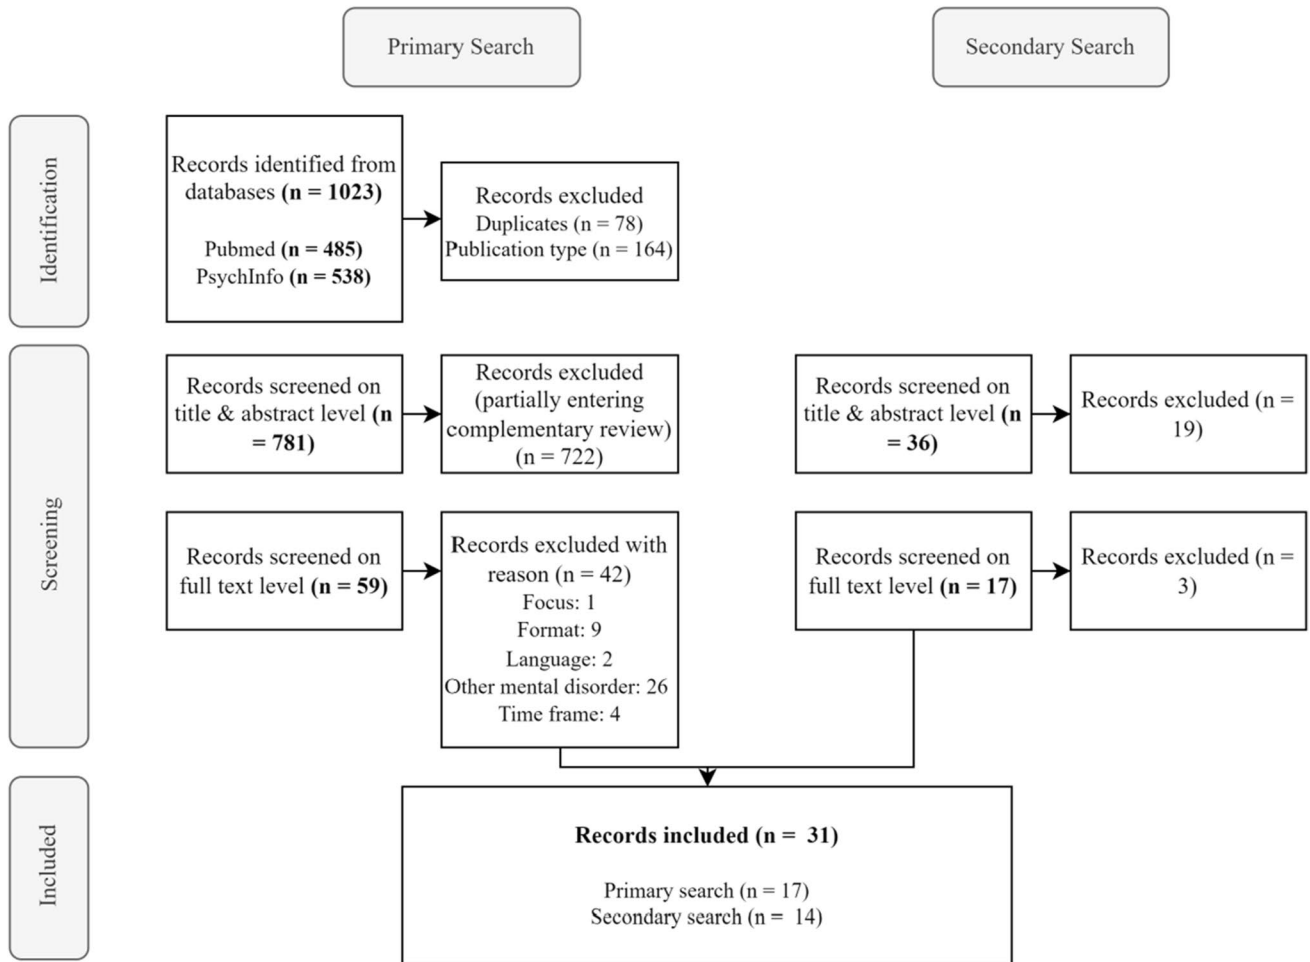 Primary Search
Secondary Search
Identification
Records identified from
databases (n = 1023)
Pubmed (n = 485)
PsychInfo (n = 538)
Records excluded
Duplicates (n = 78)
Publication type (n = 164)
Screening
Records screened on
title & abstract level (n
= 781)
Records excluded
(partially entering
complementary review)
(n = 722)
Records screened on
title & abstract level (n
= 36)
Records excluded (n =
19)
Records screened on
full text level (n = 59)
Records excluded with
reason (n = 42)
Focus: 1
Format: 9
Language: 2
Other mental disorder: 26
Time frame: 4
Records screened on
full text level (n = 17)
Records excluded (n =
3)
Included
Records included (n =  31)
Primary search (n = 17)
Secondary search (n =  14)